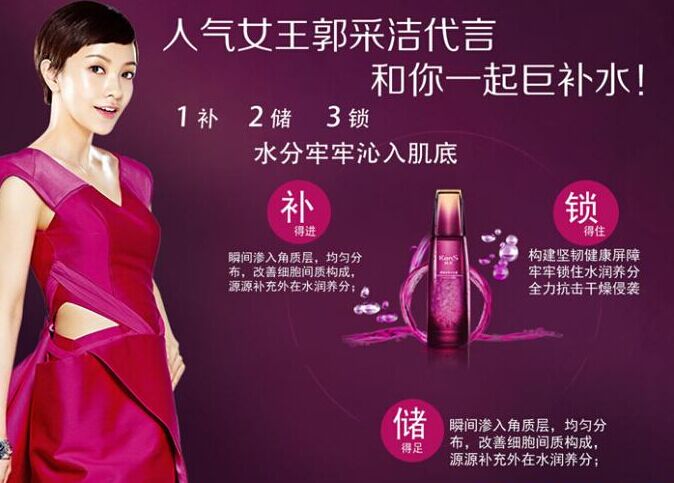 人气女王郭采洁代言
和你一起巨补水！
1补 2储 3锁
水分牢牢沁入肌底
补
得进
瞬间渗入角质层，均匀分
布，改善细胞间质构成，
源源补充外在水润养分；
KanS
锁
得住
构建坚韧健康屏障
牢牢锁住水润养分
全力抗击干燥侵袭
储
得足
瞬间渗入角质层，均匀分
布，改善细胞间质构成，
源源补充外在水润养分；